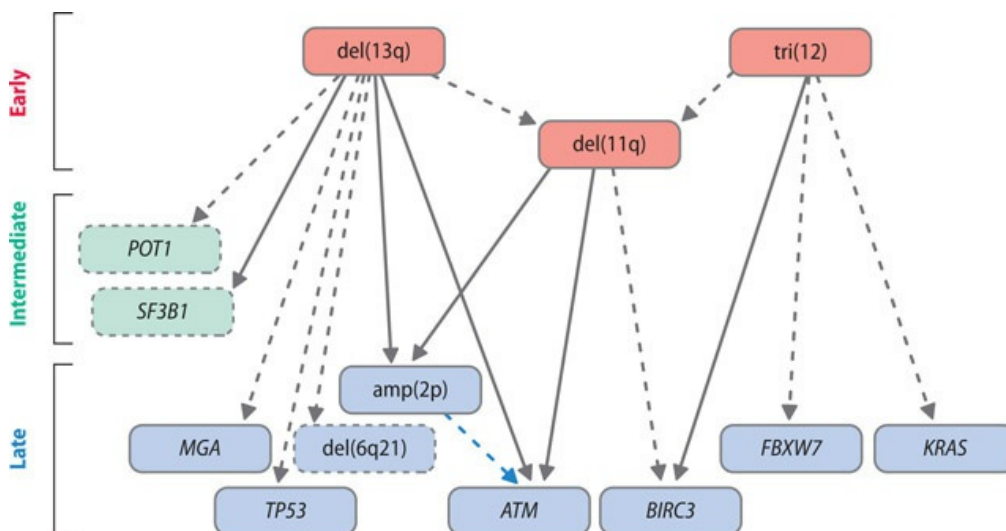 Early
del(13q)
tri(12)
del(11q)
Intermediate
POT1
SF3B1
Late
amp(2p)
MGA
del(6q21)
FBXW7
KRAS
TP53
ATM
BIRC3